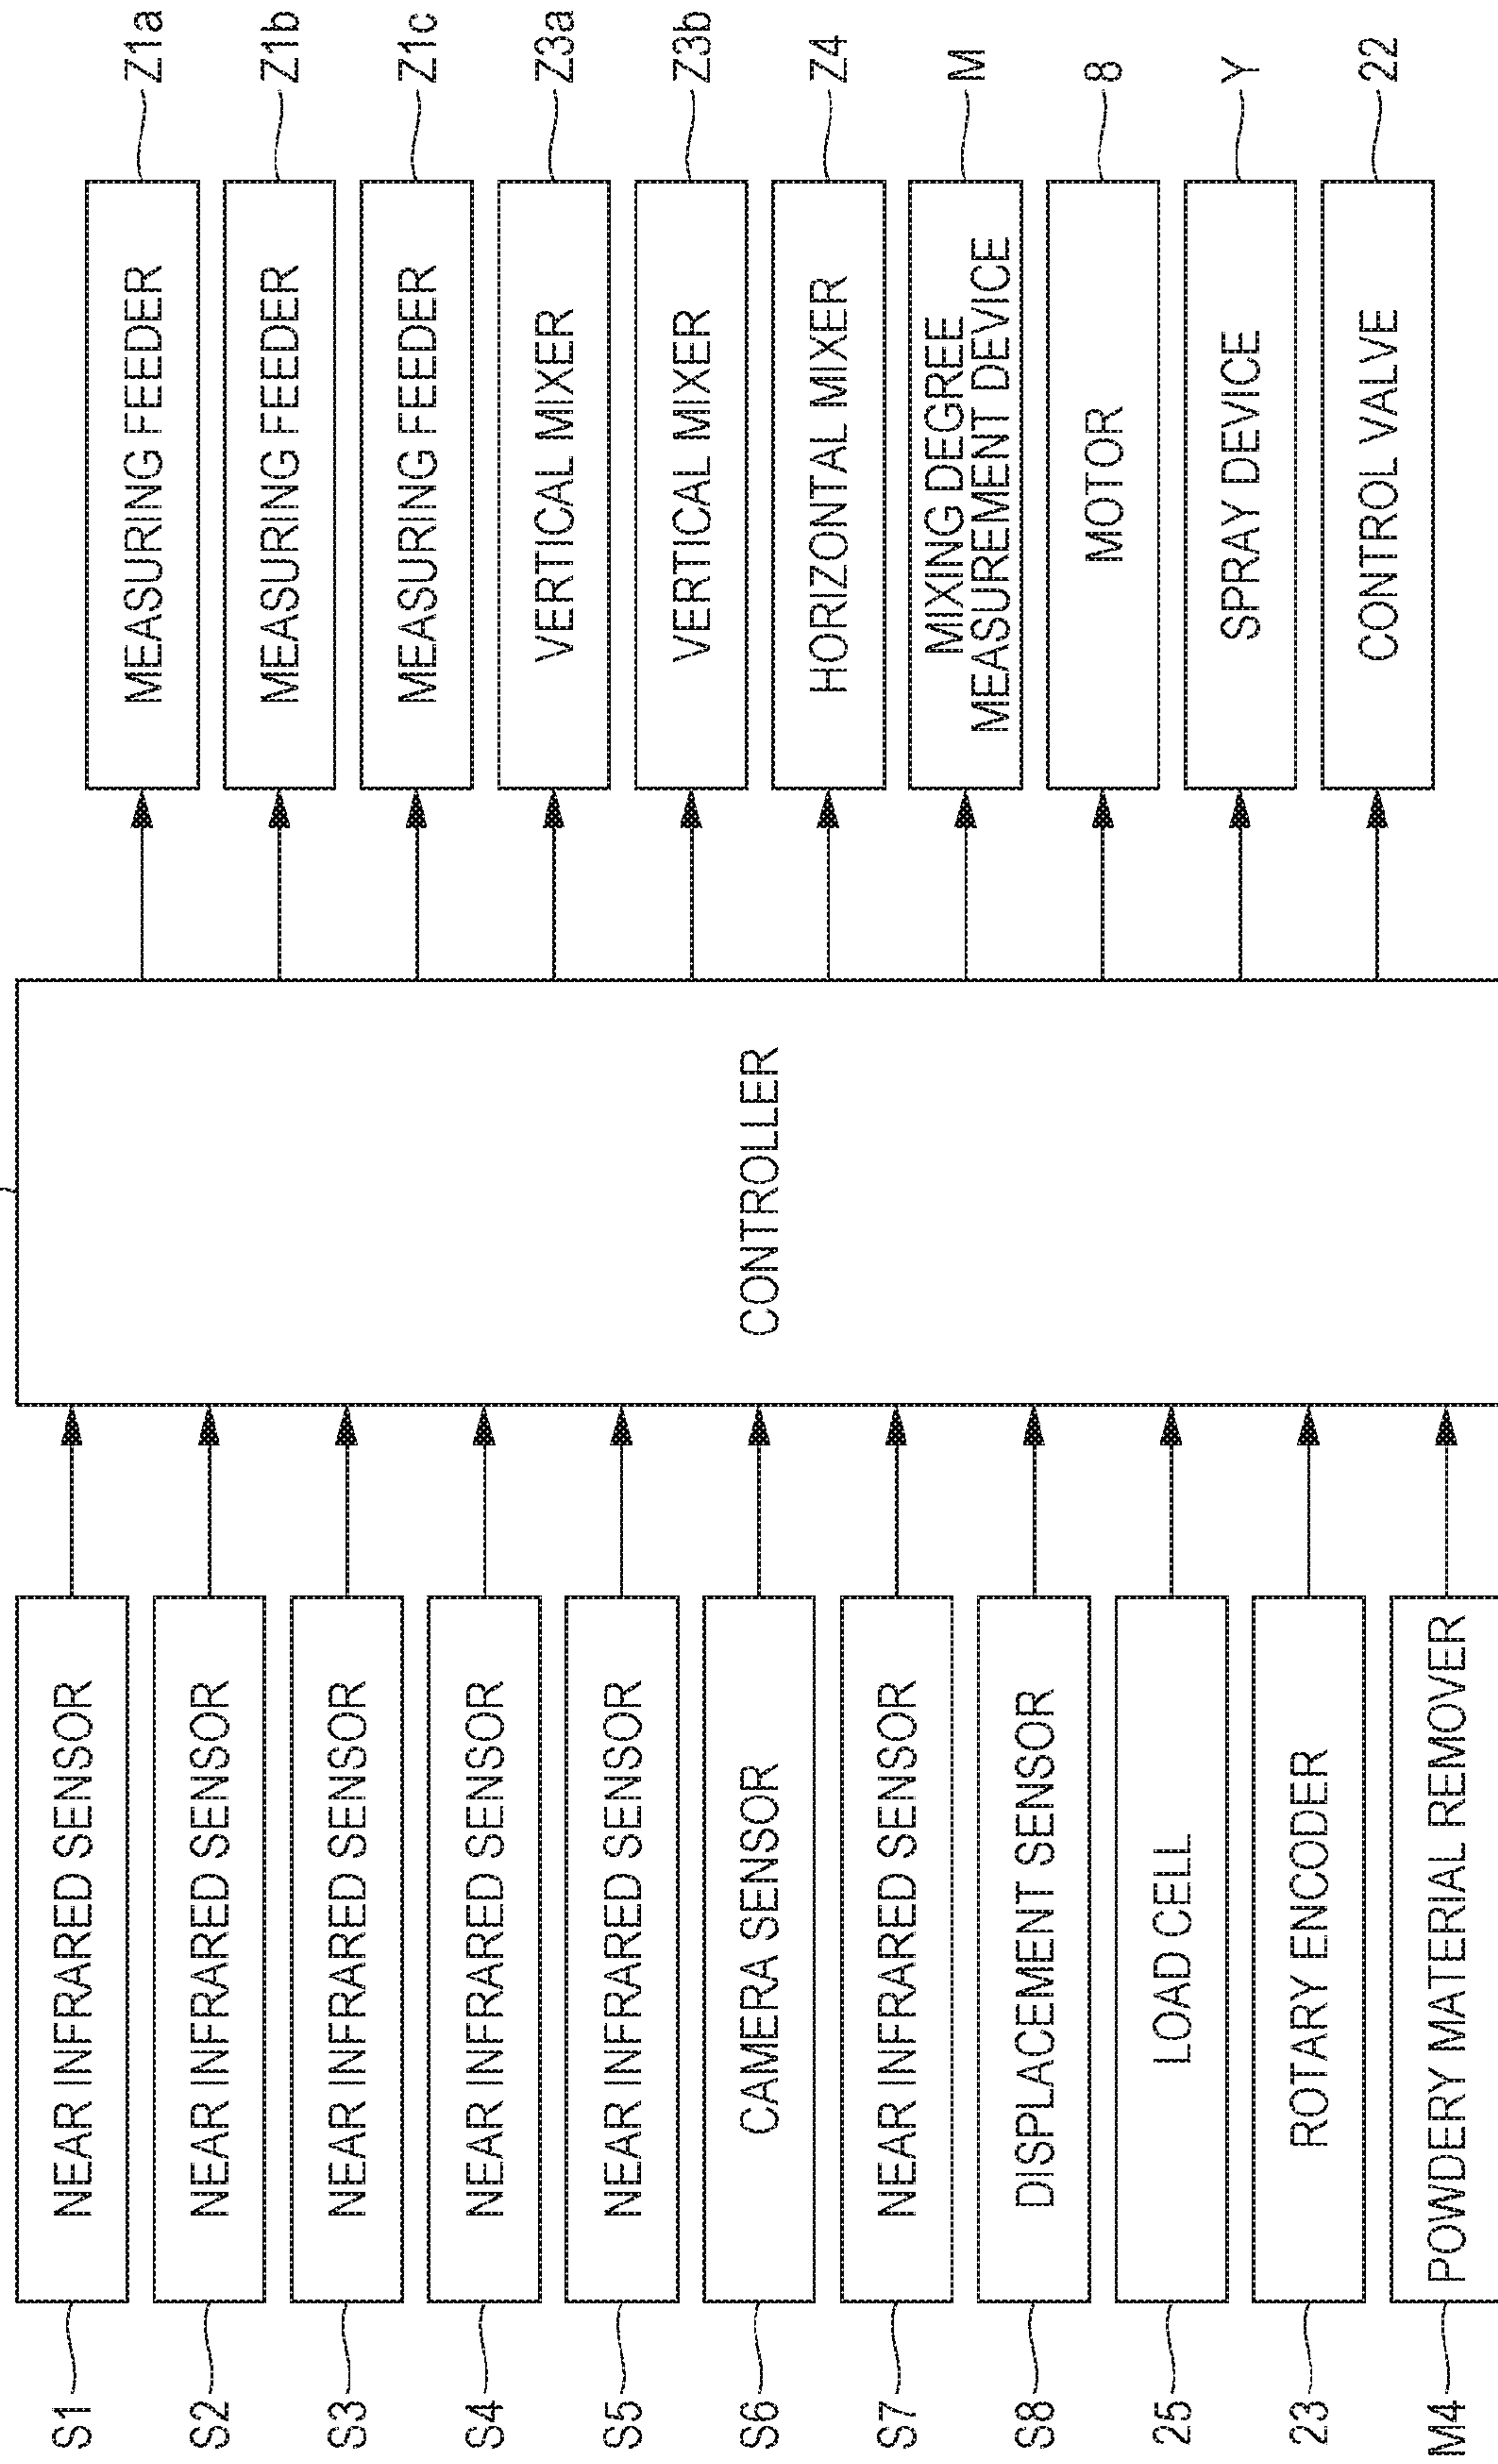 S1
NEAR INFRARED SENSOR
S2
NEAR INFRARED SENSOR
S3
NEAR INFRARED SENSOR
S4
NEAR INFRARED SENSOR
S5
NEAR INFRARED SENSOR
S6
CAMERA SENSOR
S7
NEAR INFRARED SENSOR
S8
DISPLACEMENT SENSOR
25
LOAD CELL
23
ROTARY ENCODER
M4
POWDERY MATERIAL REMOVER
CONTROLLER
MEASURING FEEDER
Z1a
MEASURING FEEDER
Z1b
MEASURING FEEDER
Z1c
VERTICAL MIXER
Z3a
VERTICAL MIXER
Z3b
HORIZONTAL MIXER
Z4
MIXING DEGREE
MEASUREMENT DEVICE
M
MOTOR
8
SPRAY DEVICE
Y
CONTROL VALVE
22